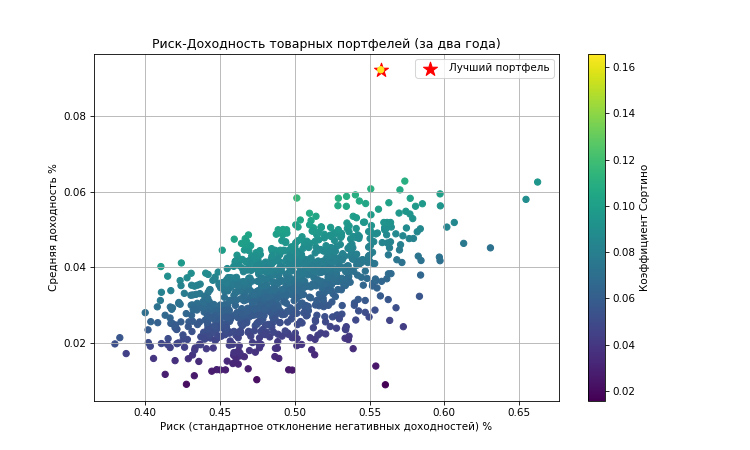 Риск-Доходность товарных портфелей (за два года)
Лучший портфель
Средняя доходность %
0.08
0.06
0.04
0.02
0.40 0.45 0.50 0.55 0.60 0.65
Риск (стандартное отклонение негативных доходностей) %
0.16
0.14
0.12
0.10
0.08
0.06
0.04
0.02
Коэффициент Сортино